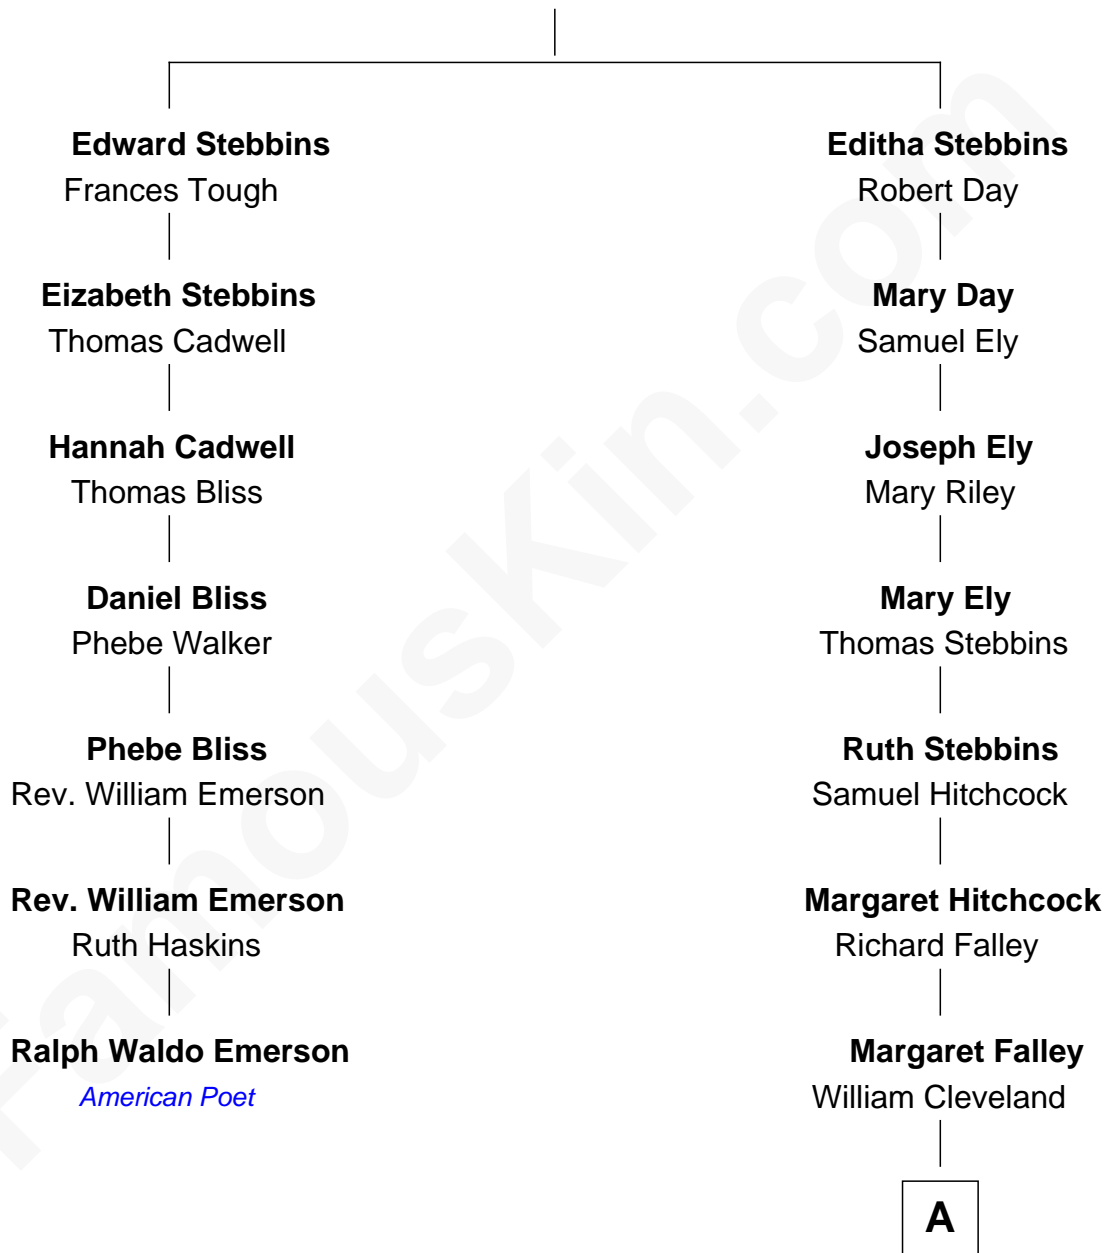 Edward Stebbins
Frances Tough
Eizabeth Stebbins
Thomas Cadwell
Hannah Cadwell
Thomas Bliss
Daniel Bliss
Phebe Walker
Phebe Bliss
Rev. William Emerson
Rev. William Emerson
Ruth Haskins
Ralph Waldo Emerson
American Poet
Editha Stebbins
Robert Day
Mary Day
Samuel Ely
Joseph Ely
Mary Riley
Mary Ely
Thomas Stebbins
Ruth Stebbins
Samuel Hitchcock
Margaret Hitchcock
Richard Falley
Margaret Falley
William Cleveland
A
FamousKin.com